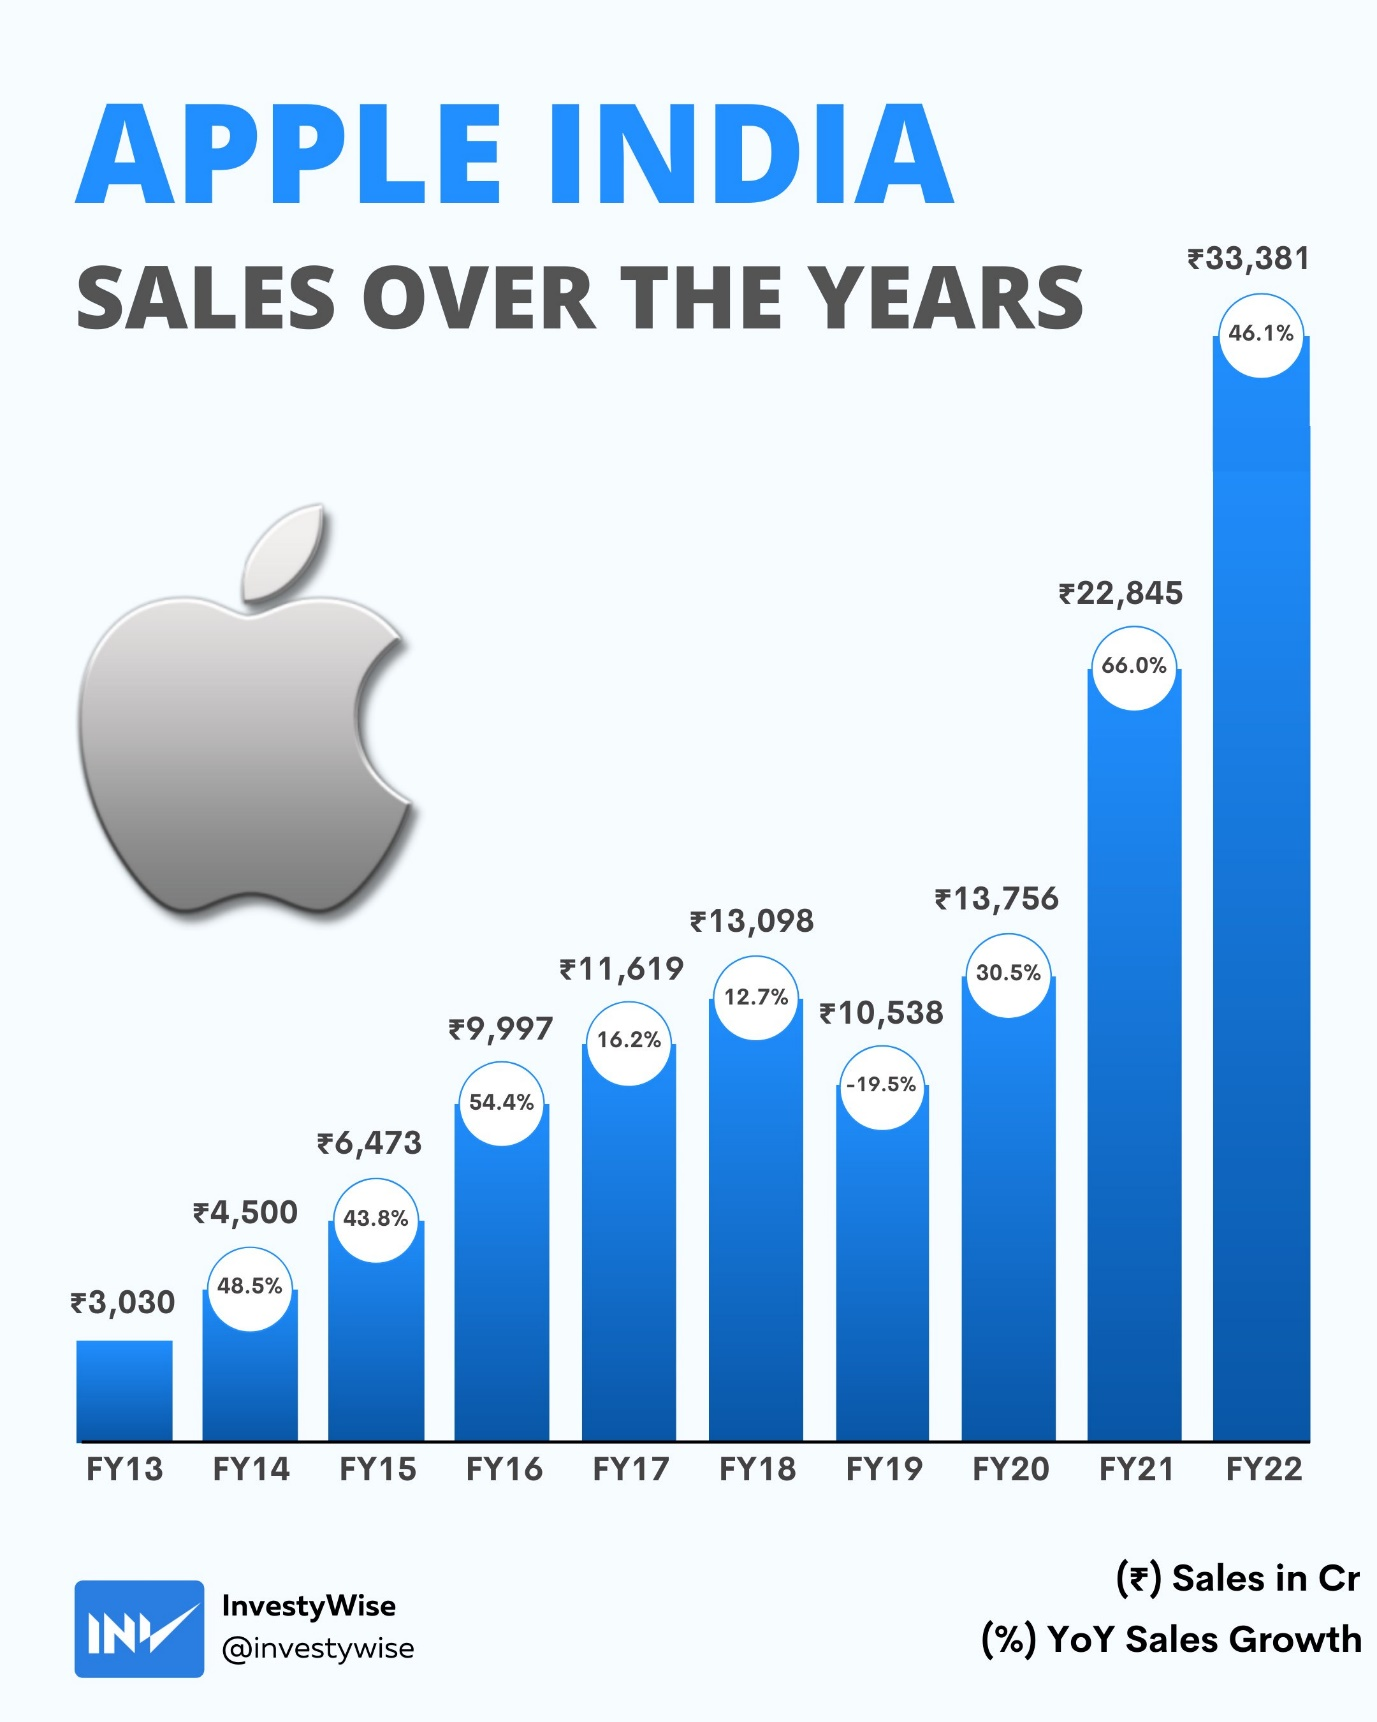 APPLE INDIA
SALES OVER THE YEARS
₹33,381
46.1%
₹22,845
66.0%
₹13,756
30.5%
₹13,098
12.7%
₹11,619
16.2%
₹10,538
-19.5%
₹9,997
54.4%
₹6,473
43.8%
₹4,500
48.5%
₹3,030
FY13 FY14 FY15 FY16 FY17 FY18 FY19 FY20 FY21 FY22
(₹) Sales in Cr
(%) YoY Sales Growth
INV
InvestyWise
@investywise